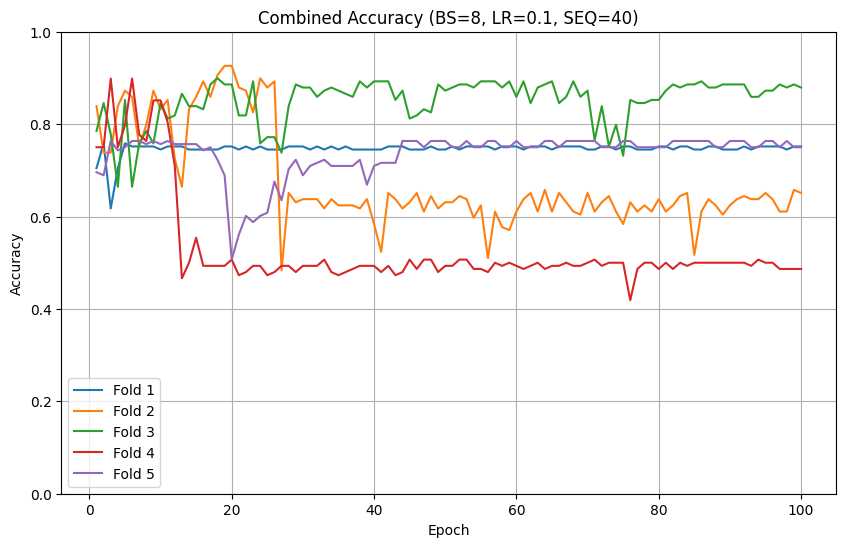 Combined Accuracy (BS=8, LR=0.1, SEQ=40)
1.0
0.8
0.6
0.4
0.2
0.0
Accuracy
Fold 1
Fold 2
Fold 3
Fold 4
Fold 5
0 20 40 60 80 100
Epoch